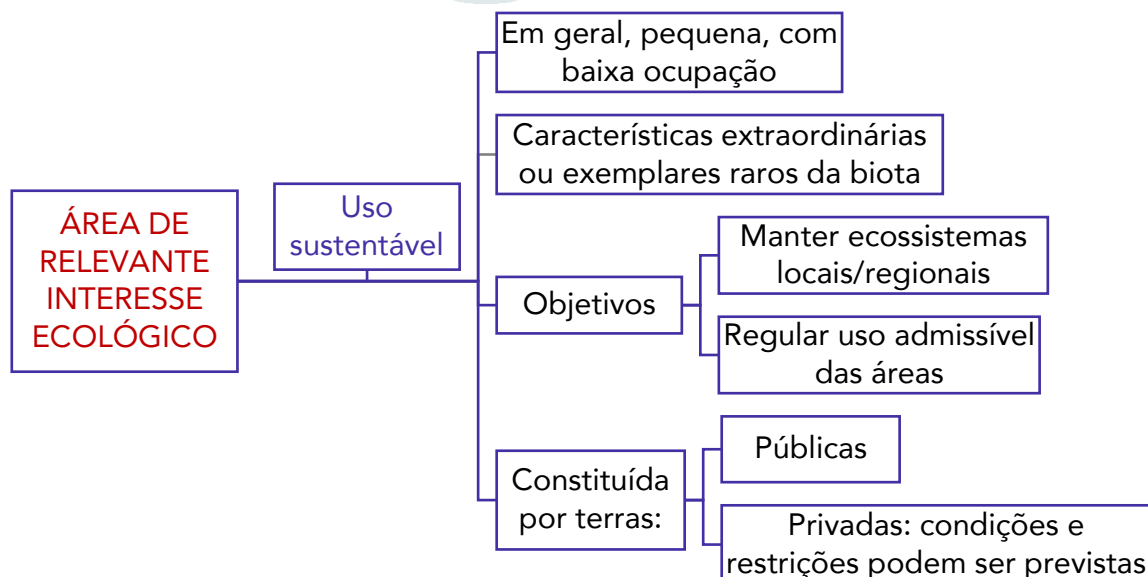 ÁREA DE
RELEVANTE
INTERESSE
ECOLÓGICO
Uso
sustentável
Em geral, pequena, com
baixa ocupação
Características extraordinárias
ou exemplares raros da biota
Objetivos
Manter ecossistemas
locais/regionais
Regular uso admissível
das áreas
Constituída
por terras:
Públicas
Privadas: condições e
restrições podem ser previstas